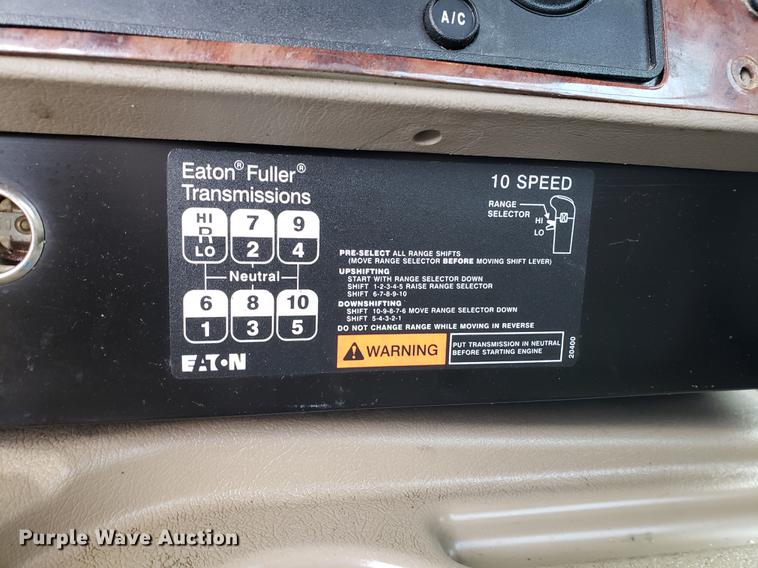 A/C
Eaton® Fuller®
Transmissions
10 SPEED
RANGE
SELECTOR
HI
LO
HI 7 9
R
LO 2 4
Neutral
6 8 10
1 3 5
EATON
PRE-SELECT ALL RANGE SHIFTS
(MOVE RANGE SELECTOR BEFORE MOVING SHIFT LEVER)
UPSHIFTING
START WITH RANGE SELECTOR DOWN
SHIFT 1-2-3-4-5 RAISE RANGE SELECTOR
SHIFT 6-7-8-9-10
DOWNSHIFTING
SHIFT 10-9-8-7-6 MOVE RANGE SELECTOR DOWN
SHIFT 5-4-3-2-1
DO NOT CHANGE RANGE WHILE MOVING IN REVERSE
WARNING
PUT TRANSMISSION IN NEUTRAL
BEFORE STARTING ENGINE
20400
Purple Wave Auction